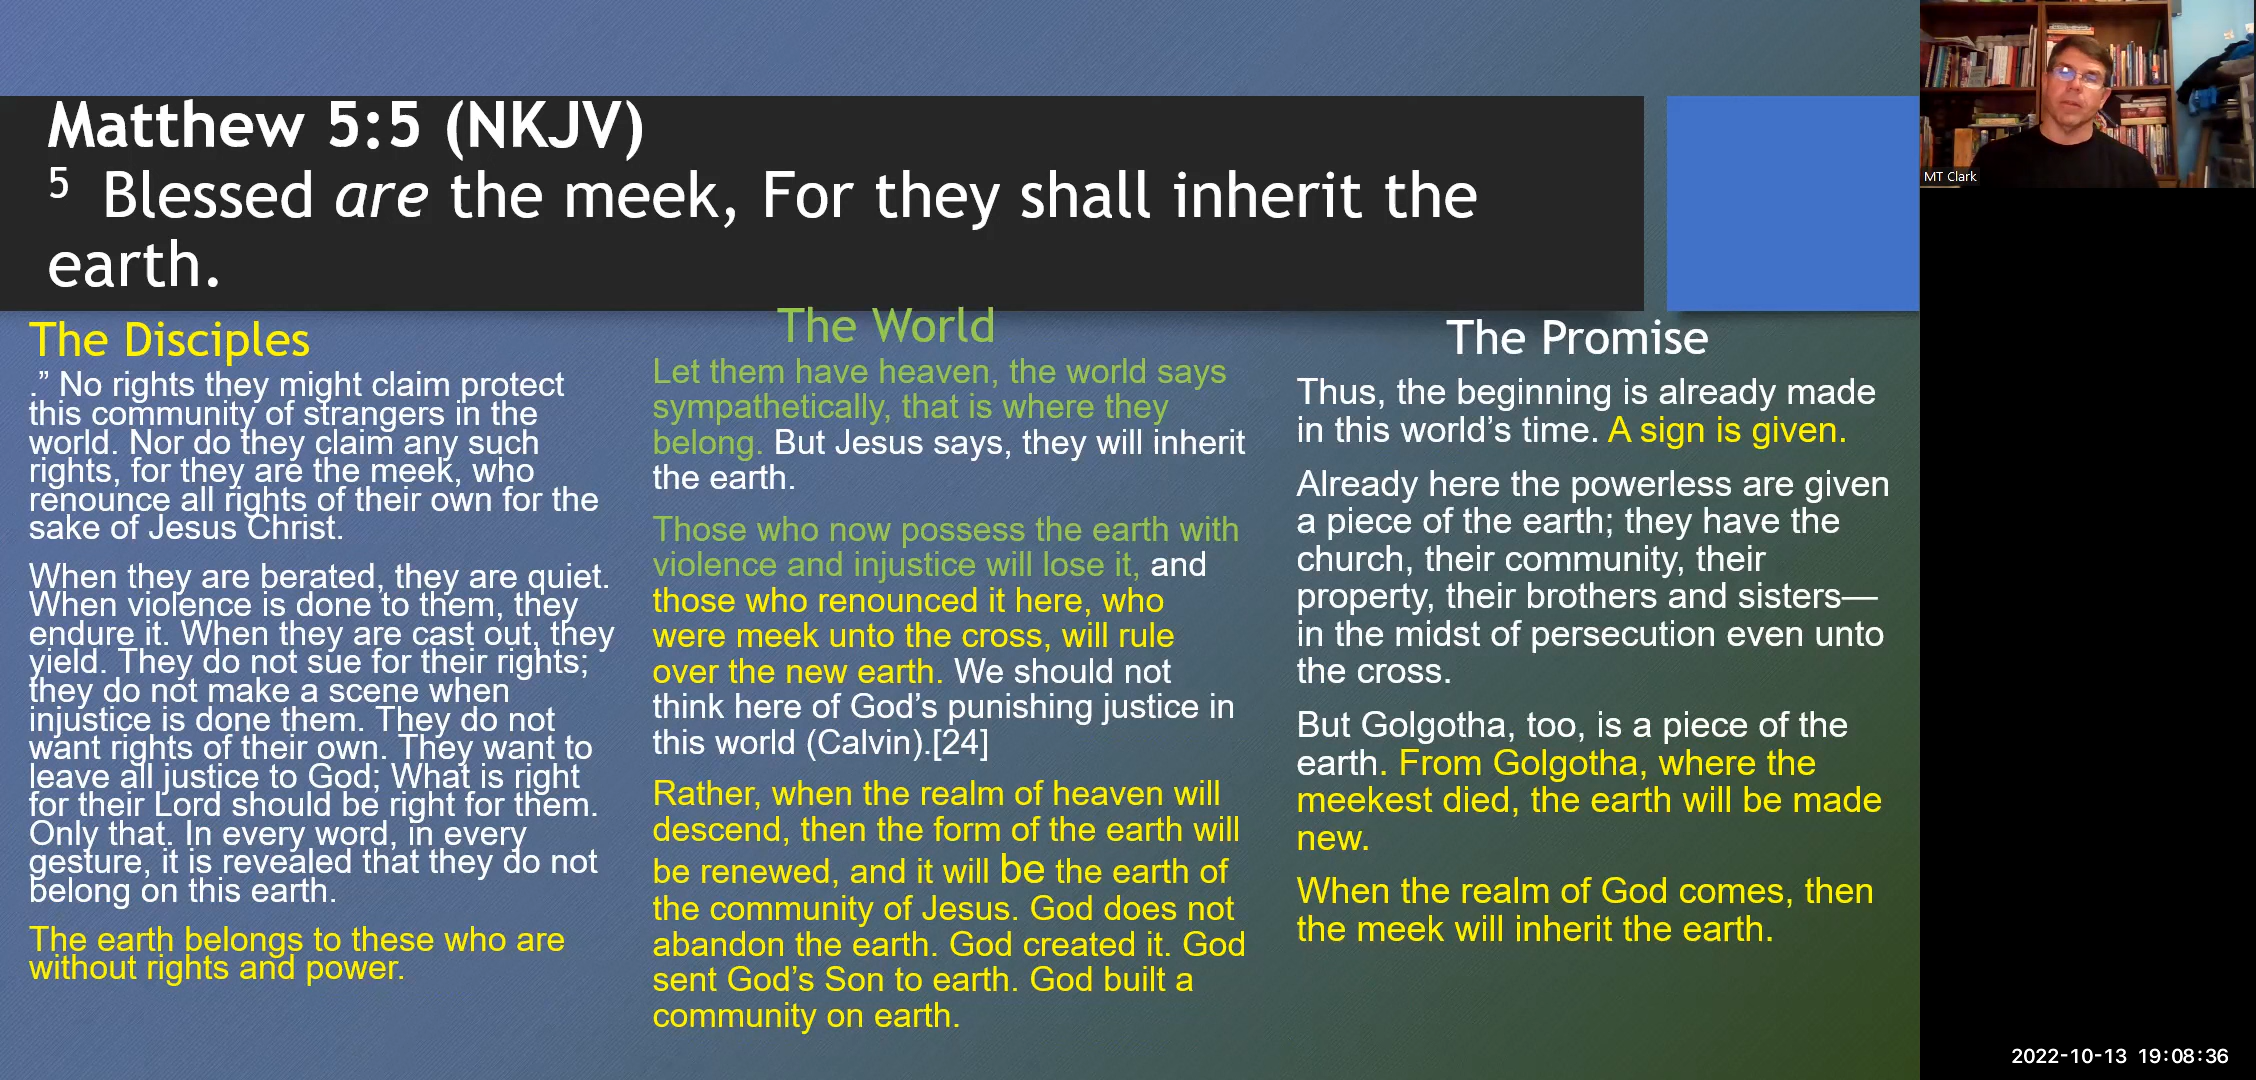 Matthew 5:5 (NKJV)
5 Blessed are the meek, For they shall inherit the
earth.
The Disciples
.” No rights they might claim protect
this community of strangers in the
world. Nor do they claim any such
rights, for they are the meek, who
renounce all rights of their own for the
sake of Jesus Christ.
When they are berated, they are quiet.
When violence is done to them, they
endure it. When they are cast out, they
yield. They do not sue for their rights;
they do not make a scene when
injustice is done them. They do not
want rights of their own. They want to
leave all justice to God; What is right
for their Lord should be right for them.
Only that. In every word, in every
gesture, it is revealed that they do not
belong on this earth.
The earth belongs to these who are
without rights and power.
The World
Let them have heaven, the world says
sympathetically, that is where they
belong. But Jesus says, they will inherit
the earth.
Those who now possess the earth with
violence and injustice will lose it, and
those who renounced it here, who
were meek unto the cross, will rule
over the new earth. We should not
think here of God’s punishing justice in
this world (Calvin).[24]
Rather, when the realm of heaven will
descend, then the form of the earth will
be renewed, and it will be the earth of
the community of Jesus. God does not
abandon the earth. God created it. God
sent God’s Son to earth. God built a
community on earth.
The Promise
Thus, the beginning is already made
in this world’s time. A sign is given.
Already here the powerless are given
a piece of the earth; they have the
church, their community, their
property, their brothers and sisters—
in the midst of persecution even unto
the cross.
But Golgotha, too, is a piece of the
earth. From Golgotha, where the
meekest died, the earth will be made
new.
When the realm of God comes, then
the meek will inherit the earth.
MT Clark
2022-10-13 19:08:36